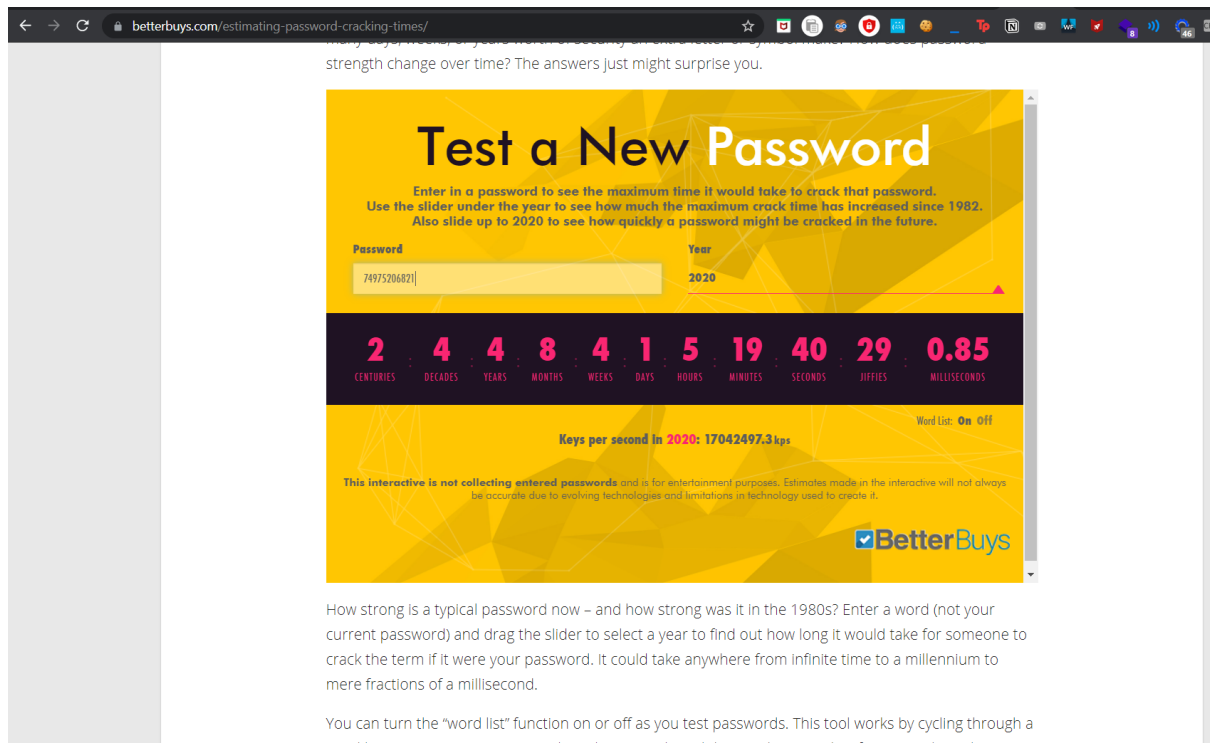 betterbuys.com/estimating-password-cracking-times/
strength change over time? The answers just might surprise you.
Test a New Password
Enter in a password to see the maximum time it would take to crack that password.
Use the slider under the year to see how much the maximum crack time has increased since 1982.
Also slide up to 2020 to see how quickly a password might be cracked in the future.
Password Year
74975206821 2020
2 4 4 8 4 1 5 19 40 29 0.85
CENTURIES DECADES YEARS MONTHS WEEKS DAYS HOURS MINUTES SECONDS JIFFIES MILLISECONDS
Word List: On Off
Keys per second in 2020: 17042497.3 kps
This interactive is not collecting entered passwords and is for entertainment purposes. Estimates made in the interactive will not always
be accurate due to evolving technologies and limitations in technology used to create it.
BetterBuys
How strong is a typical password now – and how strong was it in the 1980s? Enter a word (not your
current password) and drag the slider to select a year to find out how long it would take for someone to
crack the term if it were your password. It could take anywhere from infinite time to a millennium to
mere fractions of a millisecond.
You can turn the “word list” function on or off as you test passwords. This tool works by cycling through a